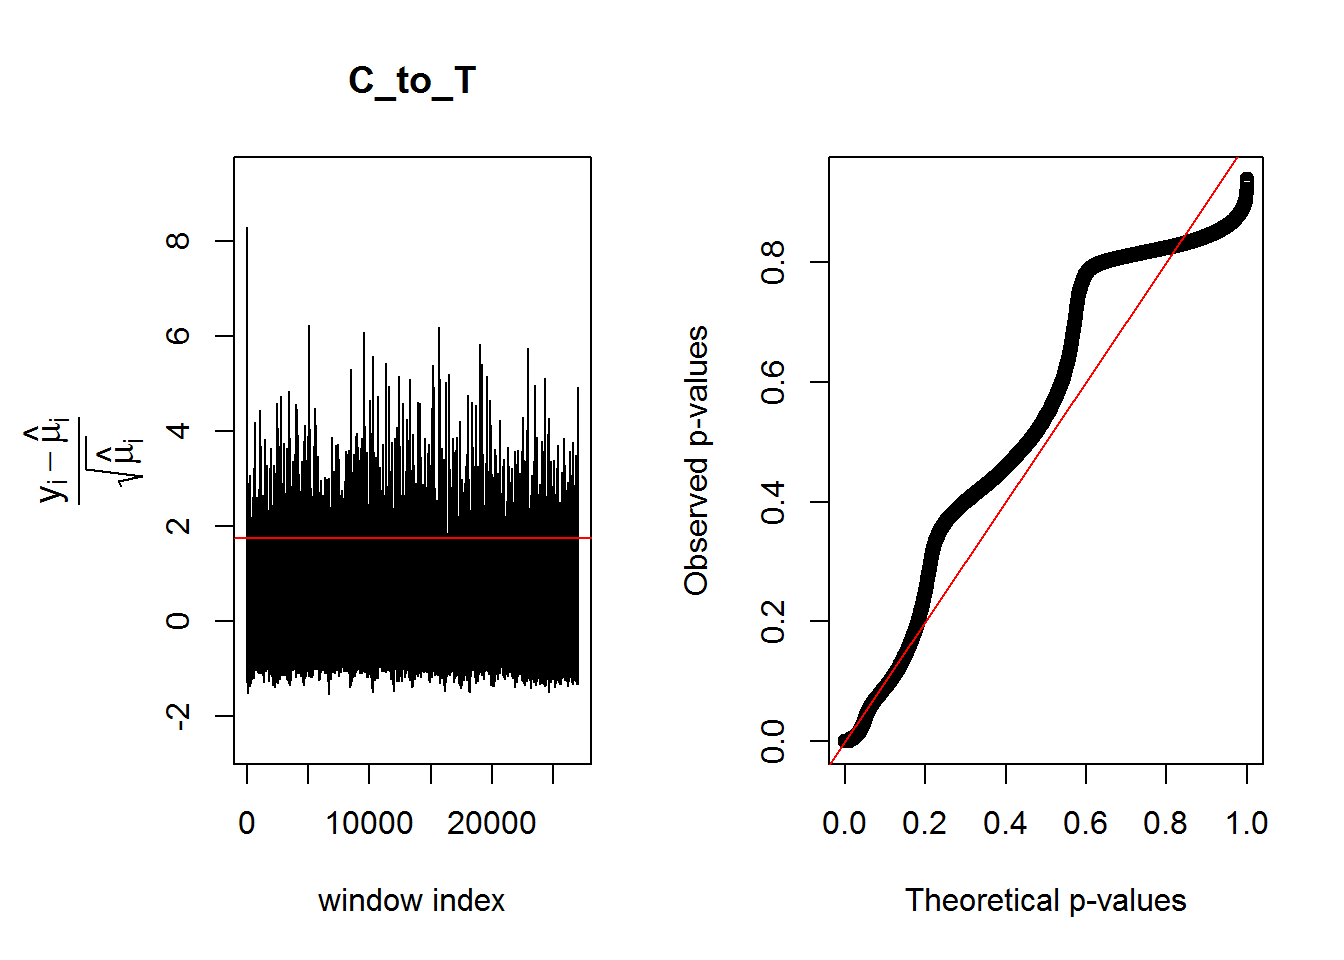 C_to_T
yᵢ − μ̂ᵢ
√μ̂ᵢ
8
6
4
2
0
-2
0 10000 20000
window index
Observed p-values
0.8
0.6
0.4
0.2
0.0
0.0 0.2 0.4 0.6 0.8 1.0
Theoretical p-values